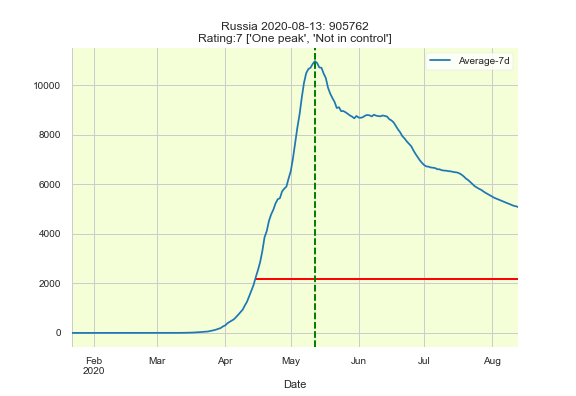 Russia 2020-08-13: 905762
Rating:7 ['One peak', 'Not in control']
Average-7d
10000
8000
6000
4000
2000
0
Feb Mar Apr May Jun Jul Aug
2020
Date